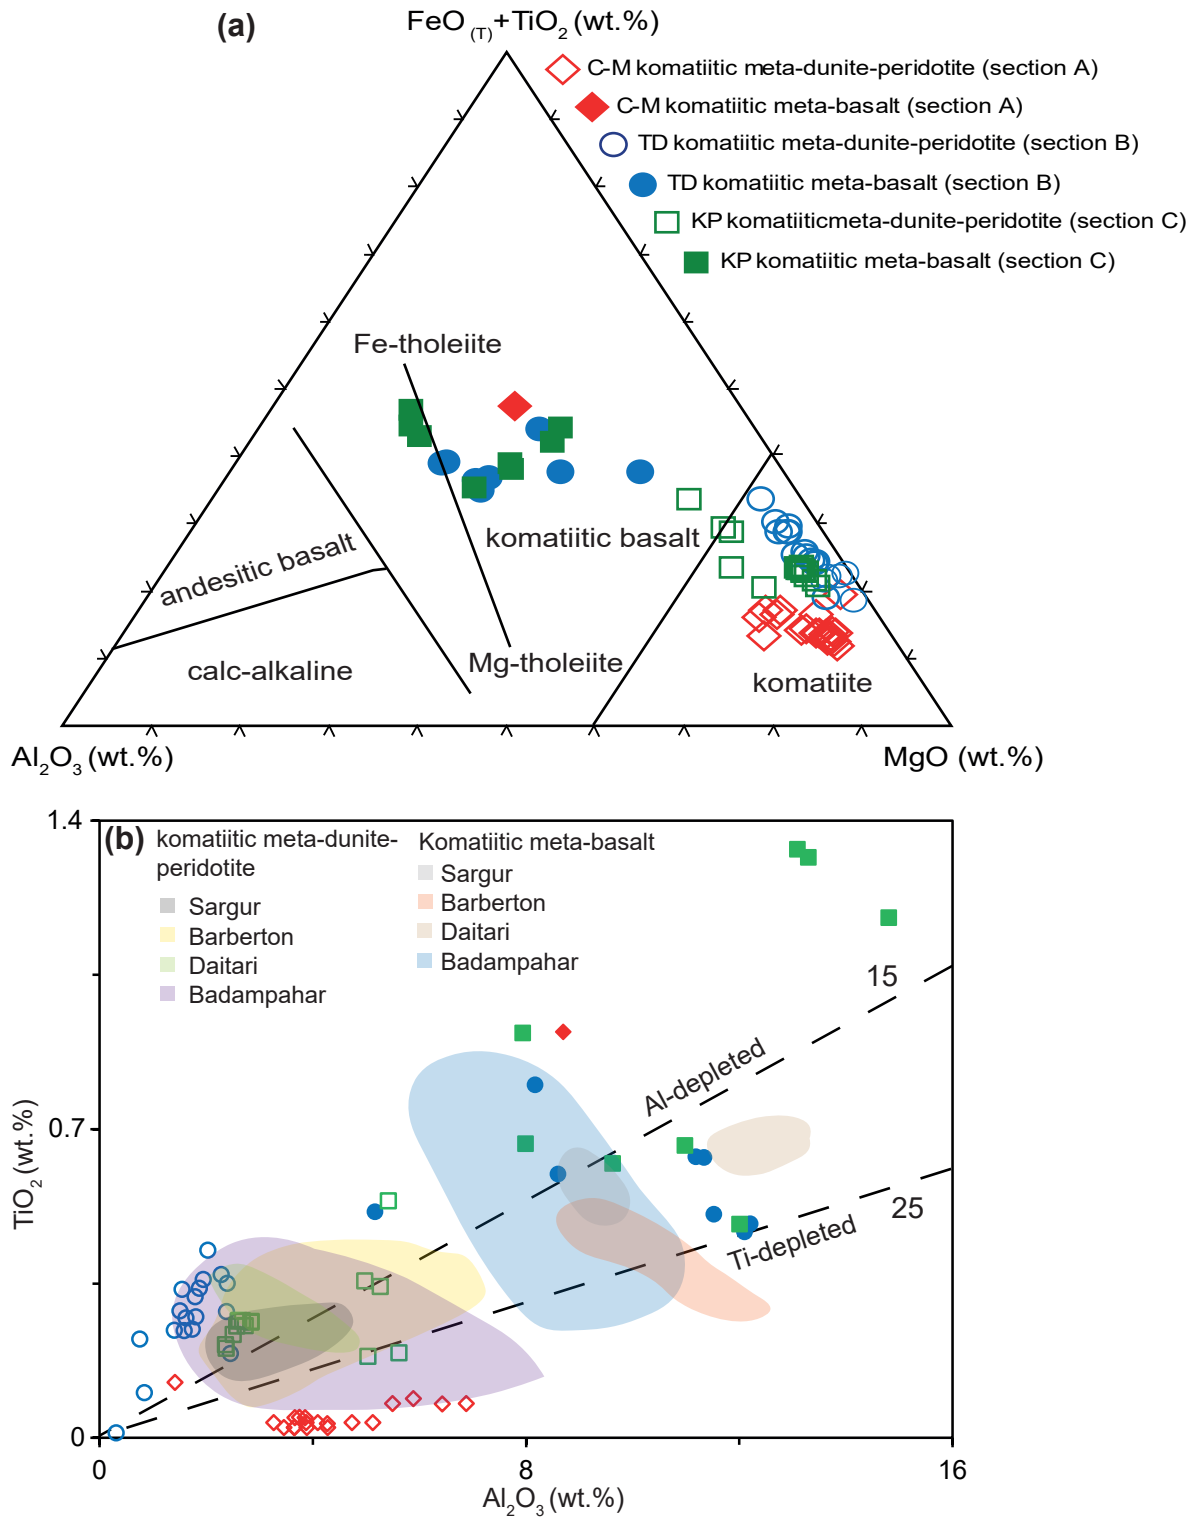 (a)
FeO (T)+TiO2 (wt.%)
C-M komatiitic meta-dunite-peridotite (section A)
C-M komatiitic meta-basalt (section A)
TD komatiitic meta-dunite-peridotite (section B)
TD komatiitic meta-basalt (section B)
KP komatiiticmeta-dunite-peridotite (section C)
KP komatiitic meta-basalt (section C)
Fe-tholeiite
komatiitic basalt
andesitic basalt
Mg-tholeiite
calc-alkaline
komatiite
Al2O3 (wt.%)
MgO (wt.%)
(b)
komatiitic meta-dunite-
peridotite
Sargur
Barberton
Daitari
Badampahar
Komatiitic meta-basalt
Sargur
Barberton
Daitari
Badampahar
1.4
0.7
0
TiO2 (wt.%)
15
Al-depleted
25
Ti-depleted
0
8
16
Al2O3 (wt.%)